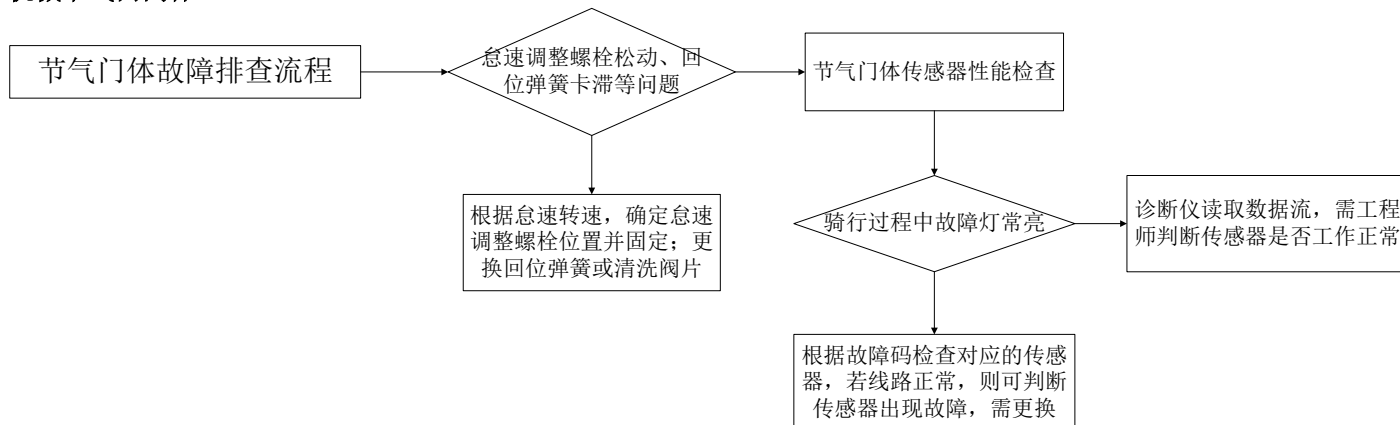 节气门体故障排查流程
怠速调整螺栓松动、回
位弹簧卡滞等问题
节气门体传感器性能检查
根据怠速转速，确定怠速
调整螺栓位置并固定；更
换回位弹簧或清洗阀片
骑行过程中故障灯常亮
诊断仪读取数据流，需工程
师判断传感器是否工作正常
根据故障码检查对应的传感
器，若线路正常，则可判断
传感器出现故障，需更换